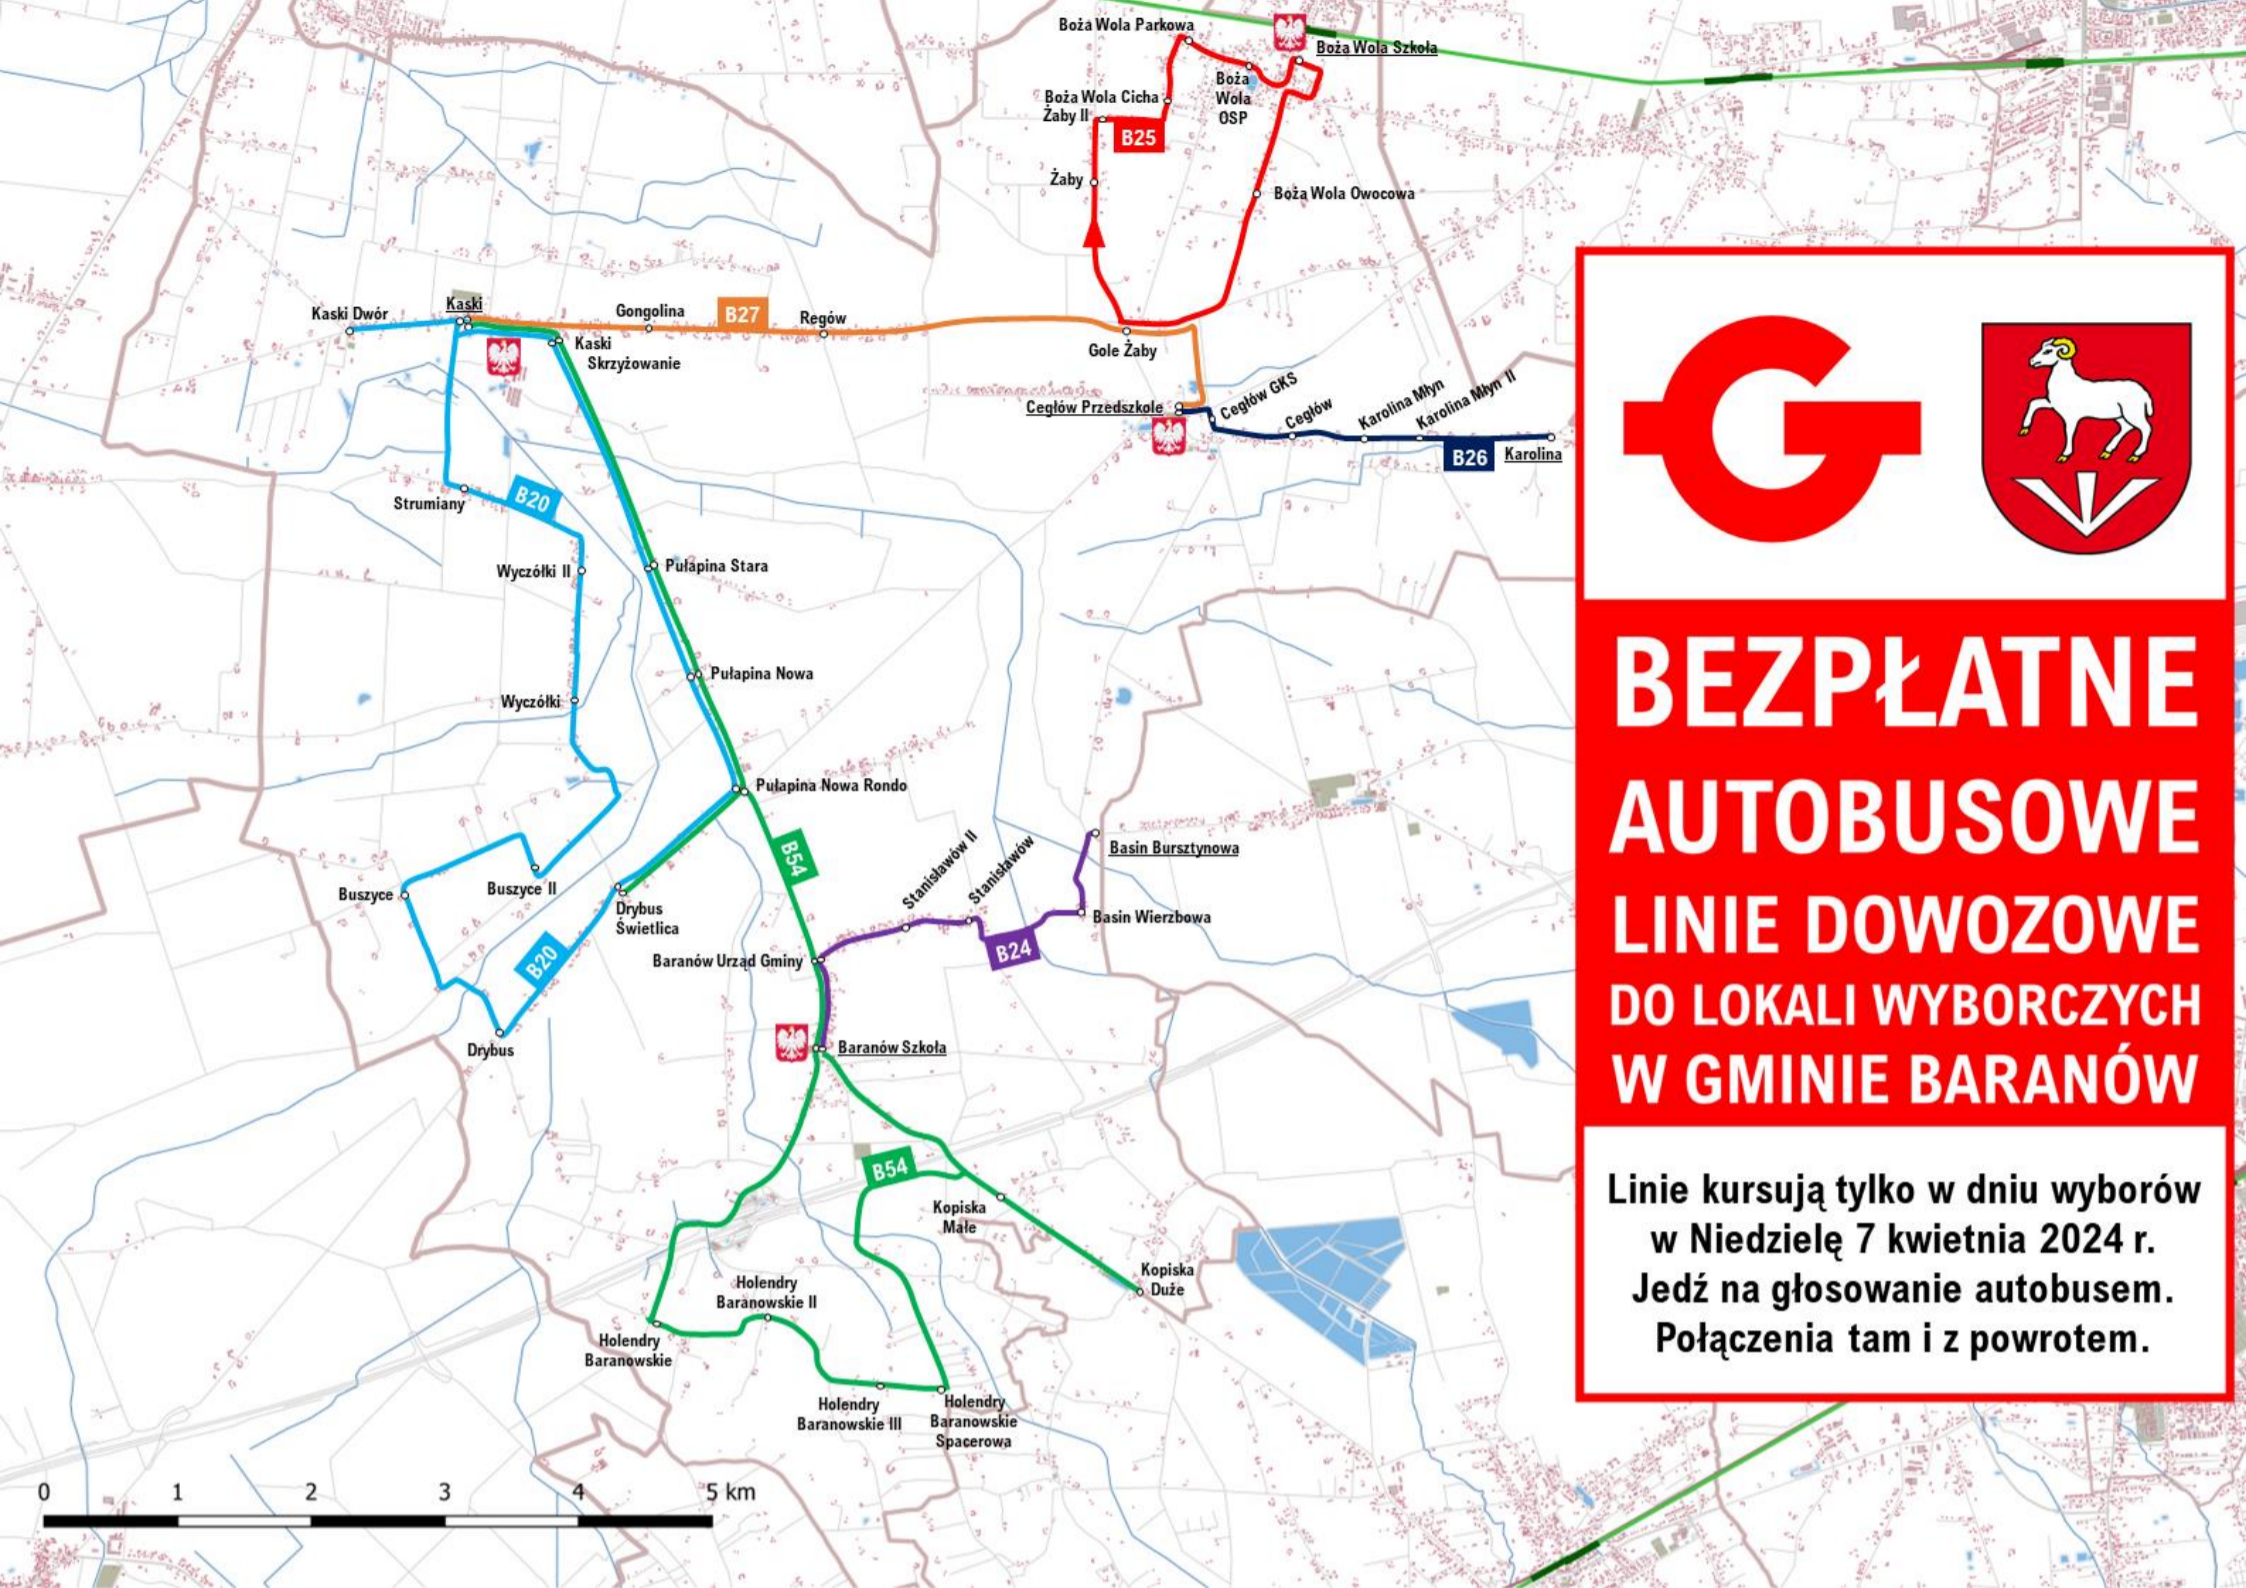 Boża Wola Parkowa
Boża Wola Szkoła
Boża
Wola
OSP
Boża Wola Cicha
Żaby II
B25
Żaby
Boża Wola Owocowa
Kaski Dwór
Kaski
Gongolina
B27
Regów
Kaski
Skrzyżowanie
Gole Żaby
Cegłów Przedszkole
Cegłów GKS
Cegłów
Karolina Młyn
Karolina Młyn II
B26
Karolina
Strumiany
B20
Wyczółki II
Pułapina Stara
Pułapina Nowa
Wyczółki
Pułapina Nowa Rondo
B54
Stanisławów II
Stanisławów
Basin Bursztynowa
Buszyce
Buszyce II
Drybus
Świetlica
Basin Wierzbowa
B24
B20
Baranów Urząd Gminy
Drybus
Baranów Szkoła
B54
Kopiska
Małe
Kopiska
Duże
Holendry
Baranowskie II
Holendry
Baranowskie
Holendry
Baranowskie III
Holendry
Baranowskie
Spacerowa
0 1 2 3 4 5 km
BEZPŁATNE
AUTOBUSOWE
LINIE DOWOZOWE
DO LOKALI WYBORCZYCH
W GMINIE BARANÓW
Linie kursują tylko w dniu wyborów
w Niedzielę 7 kwietnia 2024 r.
Jedź na głosowanie autobusem.
Połączenia tam i z powrotem.